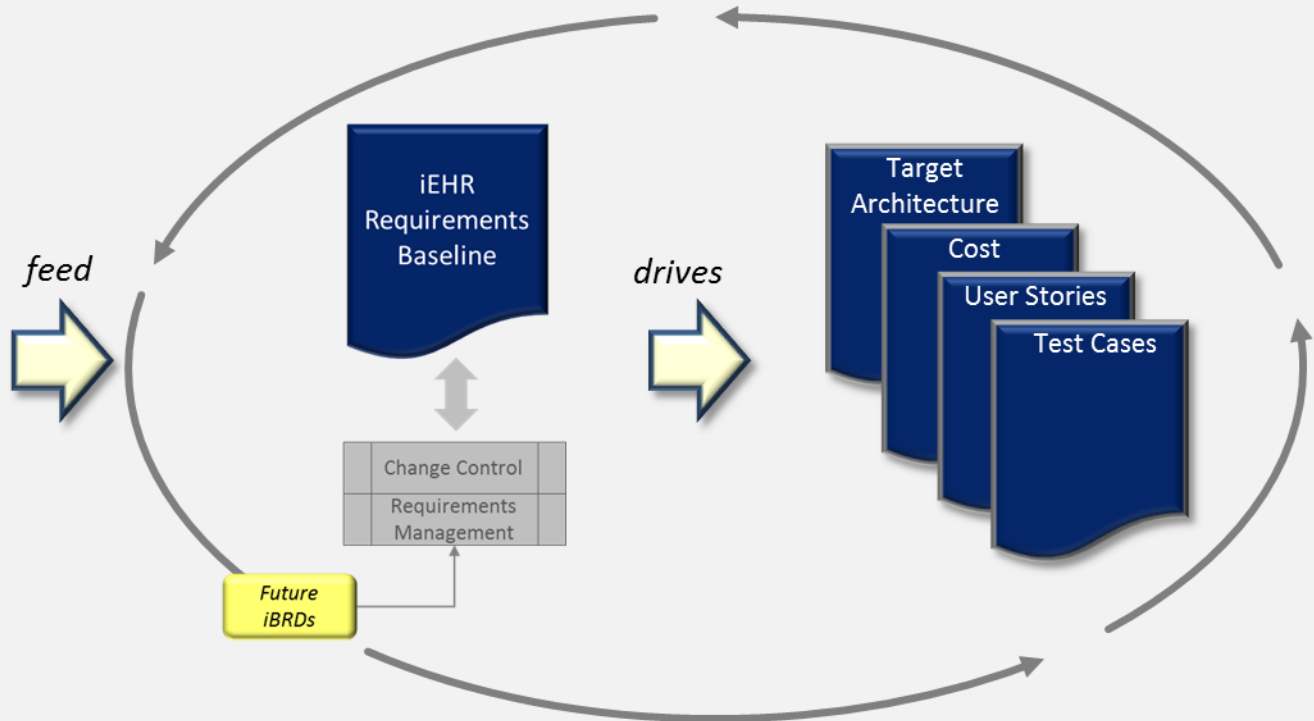 feed
iEHR
Requirements
Baseline
drives
Target
Architecture
Cost
User Stories
Test Cases
Change Control
Requirements
Management
Future
iBRDs